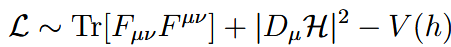 ℒ ∼ Tr[F_{μν}F^{μν}] + |D_μℋ|² − V(h)